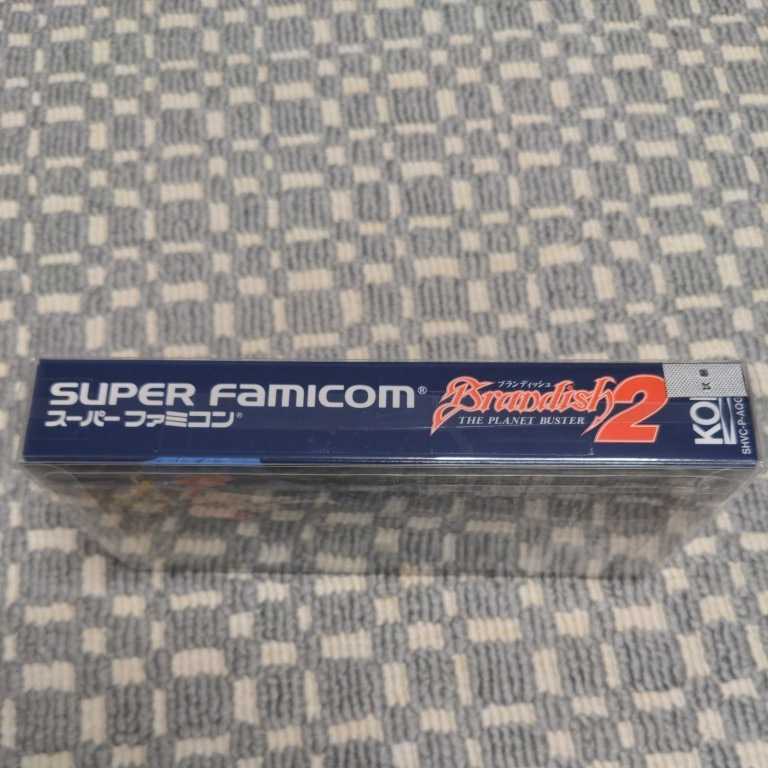 SUPER FAMICOM®
スーパーファミコン®
ブランディッシュ
Brandish 2
THE PLANET BUSTER
KO
SHVC-P-AQ